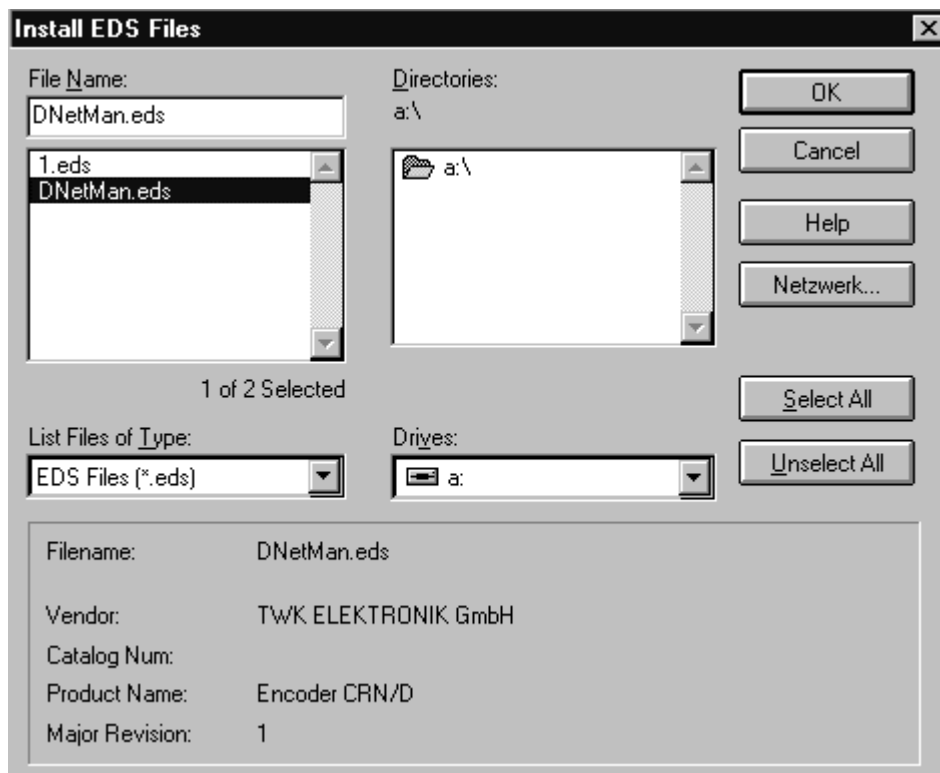 Install EDS Files
File Name:
DNetMan.eds
1.eds
DNetMan.eds
1 of 2 Selected
List Files of Type:
EDS Files (*.eds)
Directories:
a:\
a:\
Drives:
a:
OK
Cancel
Help
Netzwerk...
Select All
Unselect All
Filename: DNetMan.eds
Vendor: TWK ELEKTRONIK GmbH
Catalog Num:
Product Name: Encoder CRN/D
Major Revision: 1